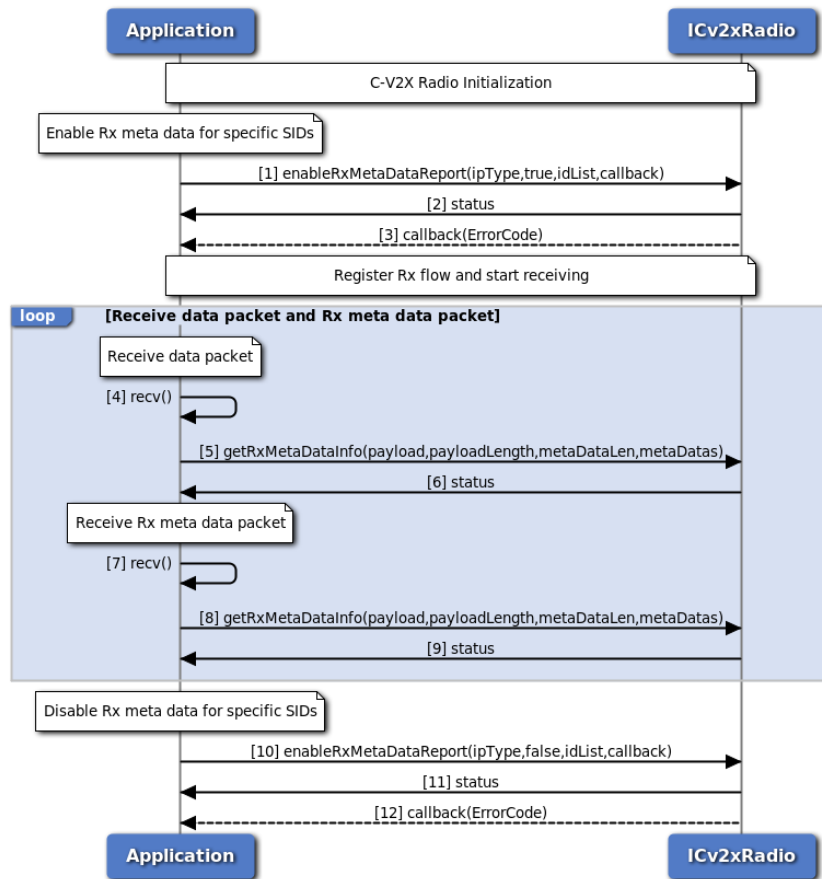 Application
ICv2xRadio
C-V2X Radio Initialization
Enable Rx meta data for specific SIDs
[1] enableRxMetaDataReport(ipType,true,idList,callback)
[2] status
[3] callback(ErrorCode)
Register Rx flow and start receiving
loop
[Receive data packet and Rx meta data packet]
Receive data packet
[4] recv()
[5] getRxMetaDataInfo(payload,payloadLength,metaDataLen,metaDatas)
[6] status
Receive Rx meta data packet
[7] recv()
[8] getRxMetaDataInfo(payload,payloadLength,metaDataLen,metaDatas)
[9] status
Disable Rx meta data for specific SIDs
[10] enableRxMetaDataReport(ipType,false,idList,callback)
[11] status
[12] callback(ErrorCode)
Application
ICv2xRadio